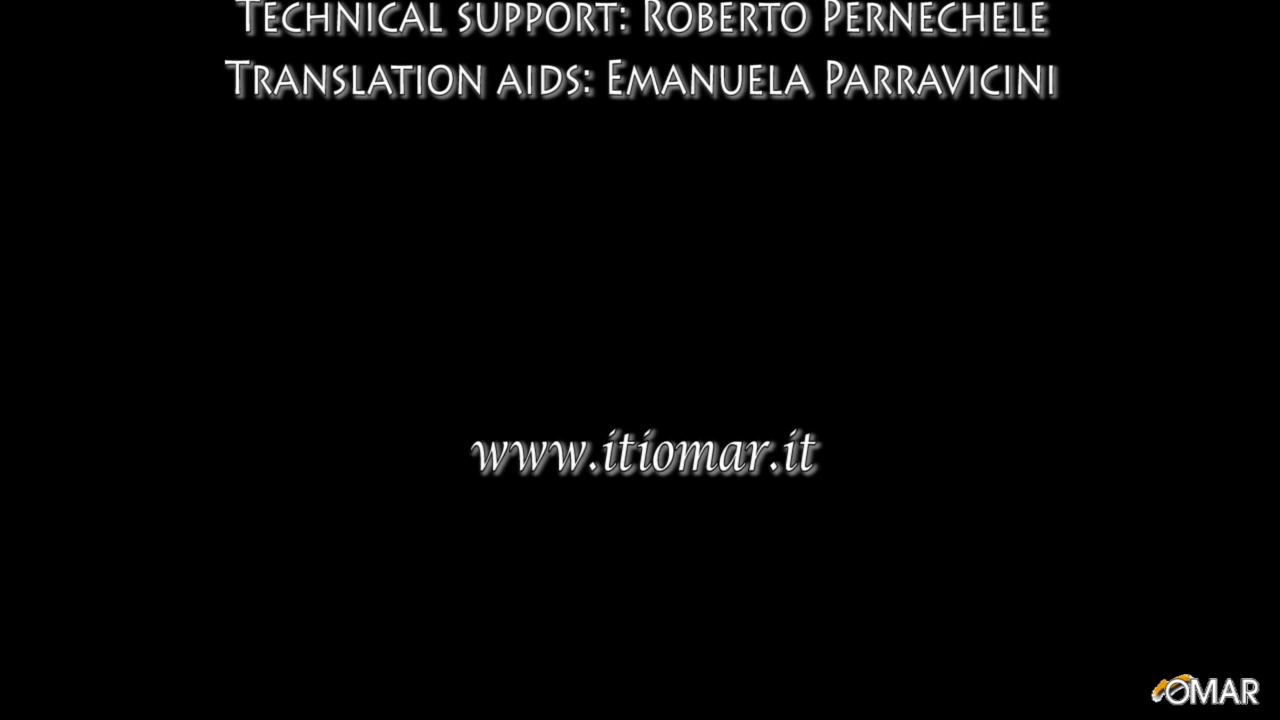 Technical support: Roberto Pernechele
Translation aids: Emanuela Parravicini
www.itiomar.it
OMAR